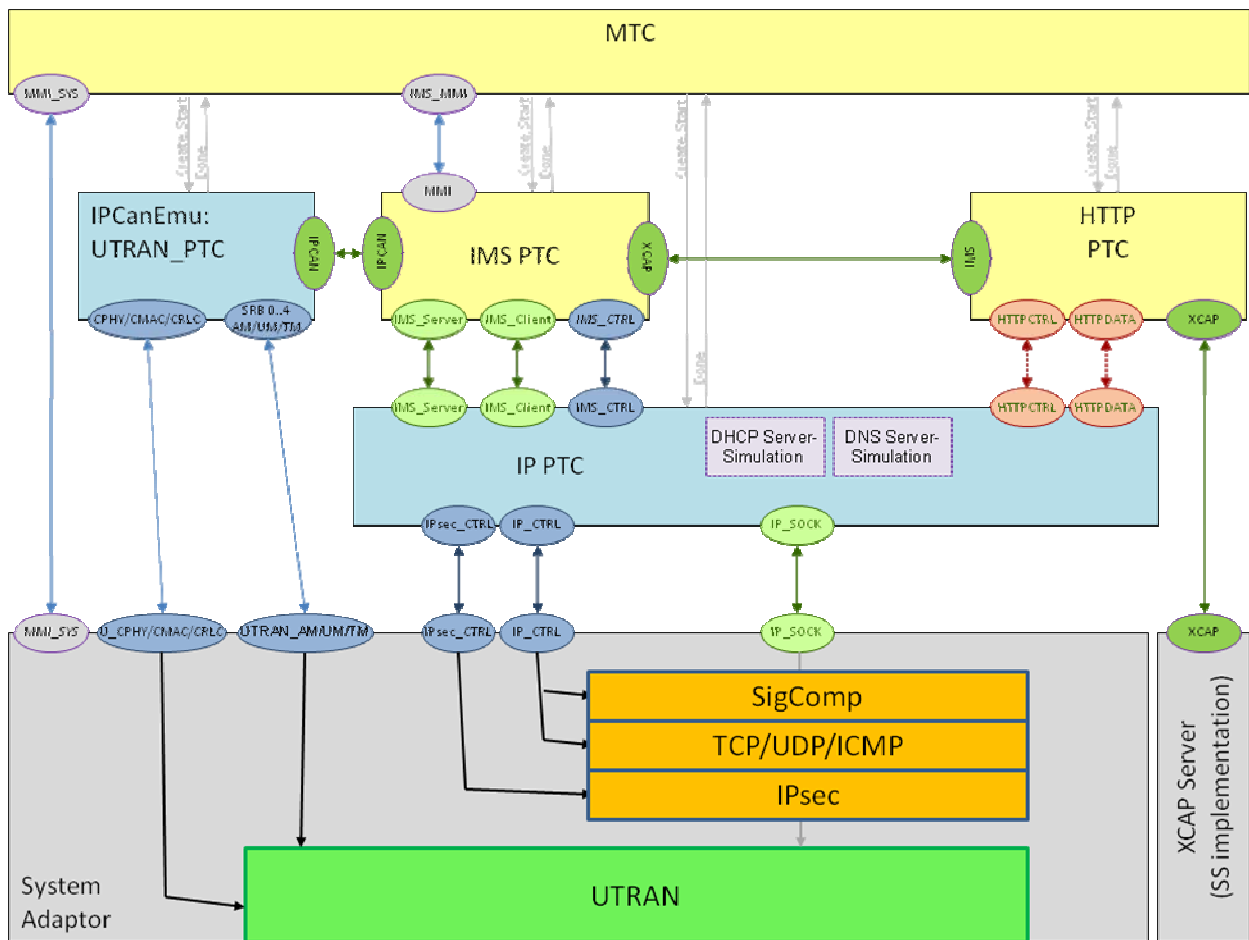 MTC
MMI_SYS
IMS_MMI
Create Start
Done
Create Start
Done
Create Start
Done
Create Start
Done
MMI
IPCanEmu:
UTRAN_PTC
IPCAN
IPCAN
IMS PTC
XCAP
IMS
HTTP
PTC
CPHY/CMAC/CRLC
SRB 0..4
AM/UM/TM
IMS_Server
IMS_Client
IMS_CTRL
HTTPCTRL
HTTPDATA
XCAP
IMS_Server
IMS_Client
IMS_CTRL
HTTPCTRL
HTTPDATA
DHCP Server-
Simulation
DNS Server-
Simulation
IP PTC
IPsec_CTRL
IP_CTRL
IP_SOCK
MMI_SYS
U_CPHY/CMAC/CRLC
UTRAN_AM/UM/TM
IPsec_CTRL
IP_CTRL
IP_SOCK
XCAP
SigComp
TCP/UDP/ICMP
IPsec
XCAP Server
(SS implementation)
UTRAN
System
Adaptor